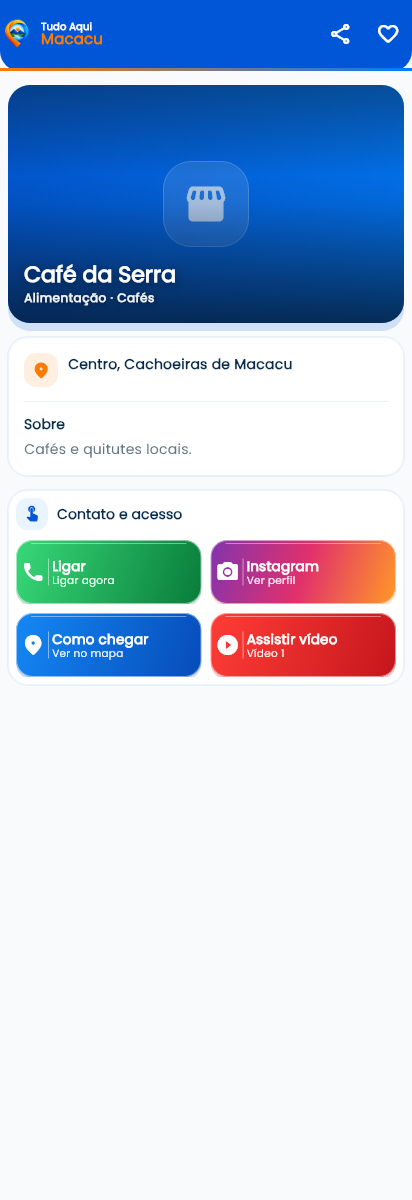 Tudo Aqui
Macacu
Café da Serra
Alimentação · Cafés
Centro, Cachoeiras de Macacu
Sobre
Cafés e quitutes locais.
Contato e acesso
Ligar
Ligar agora
Instagram
Ver perfil
Como chegar
Ver no mapa
Assistir vídeo
Vídeo 1